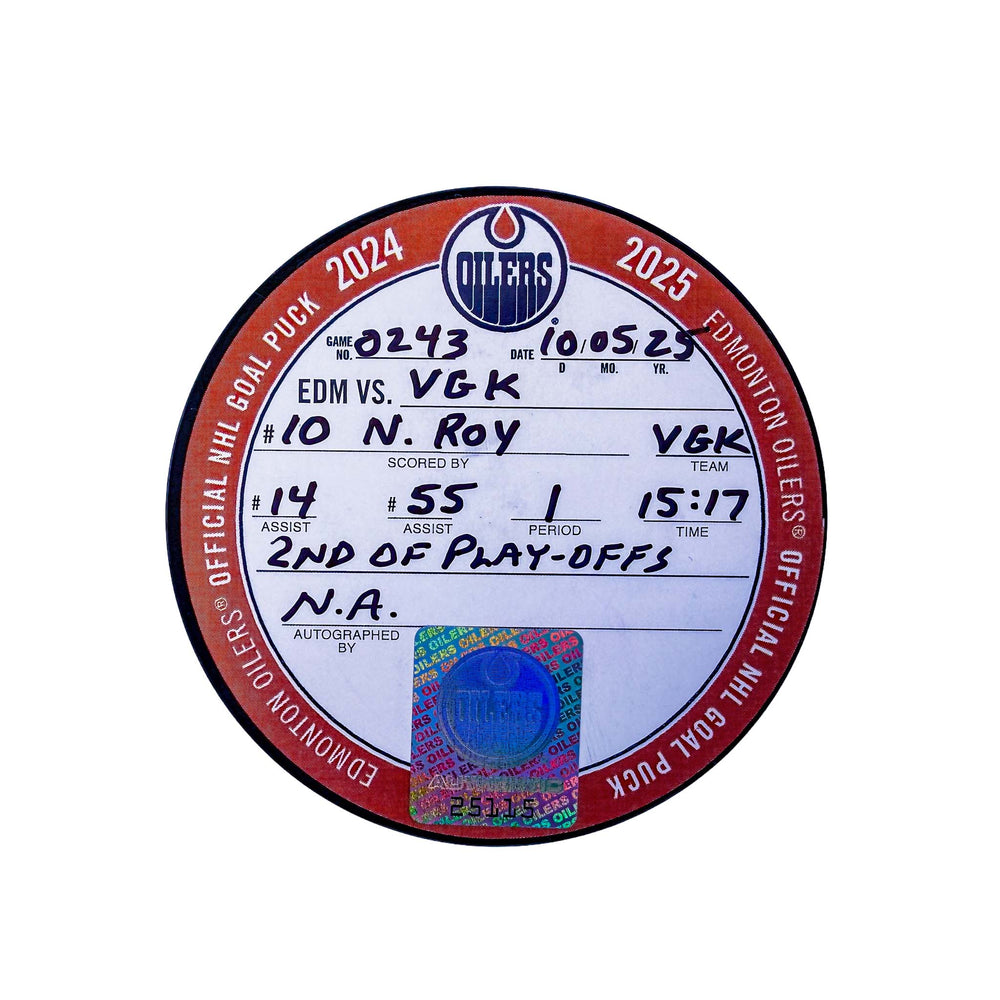 2024
2025
OILERS
EDMONTON OILERS® OFFICIAL NHL GOAL PUCK
EDMONTON OILERS® OFFICIAL NHL GOAL PUCK
GAME NO. 0243 DATE 10/05/25
D MO. YR.
EDM VS. VGK
#10 N. ROY VGK
SCORED BY TEAM
#14 #55 1 15:17
ASSIST ASSIST PERIOD TIME
2ND OF PLAY-OFFS
N.A.
AUTOGRAPHED BY
OILERS
25115